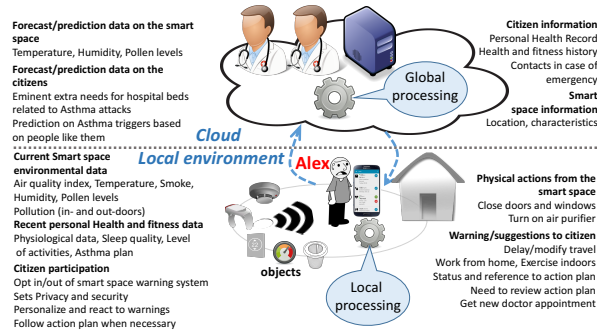 Forecast/prediction data on the smart
space
Temperature, Humidity, Pollen levels
Forecast/prediction data on the
citizens
Eminent extra needs for hospital beds
related to Asthma attacks
Prediction on Asthma triggers based
on people like them
Global
processing
Citizen information
Personal Health Record
Health and fitness history
Contacts in case of
emergency
Smart
space information
Location, characteristics
Cloud
Local environment
Alex
Current Smart space
environmental data
Air quality index, Temperature, Smoke,
Humidity, Pollen levels
Pollution (in- and out-doors)
Recent personal Health and fitness data
Physiological data, Sleep quality, Level
of activities, Asthma plan
Citizen participation
Opt in/out of smart space warning system
Sets Privacy and security
Personalize and react to warnings
Follow action plan when necessary
objects
Local
processing
Physical actions from the
smart space
Close doors and windows
Turn on air purifier
Warning/suggestions to citizen
Delay/modify travel
Work from home, Exercise indoors
Status and reference to action plan
Need to review action plan
Get new doctor appointment